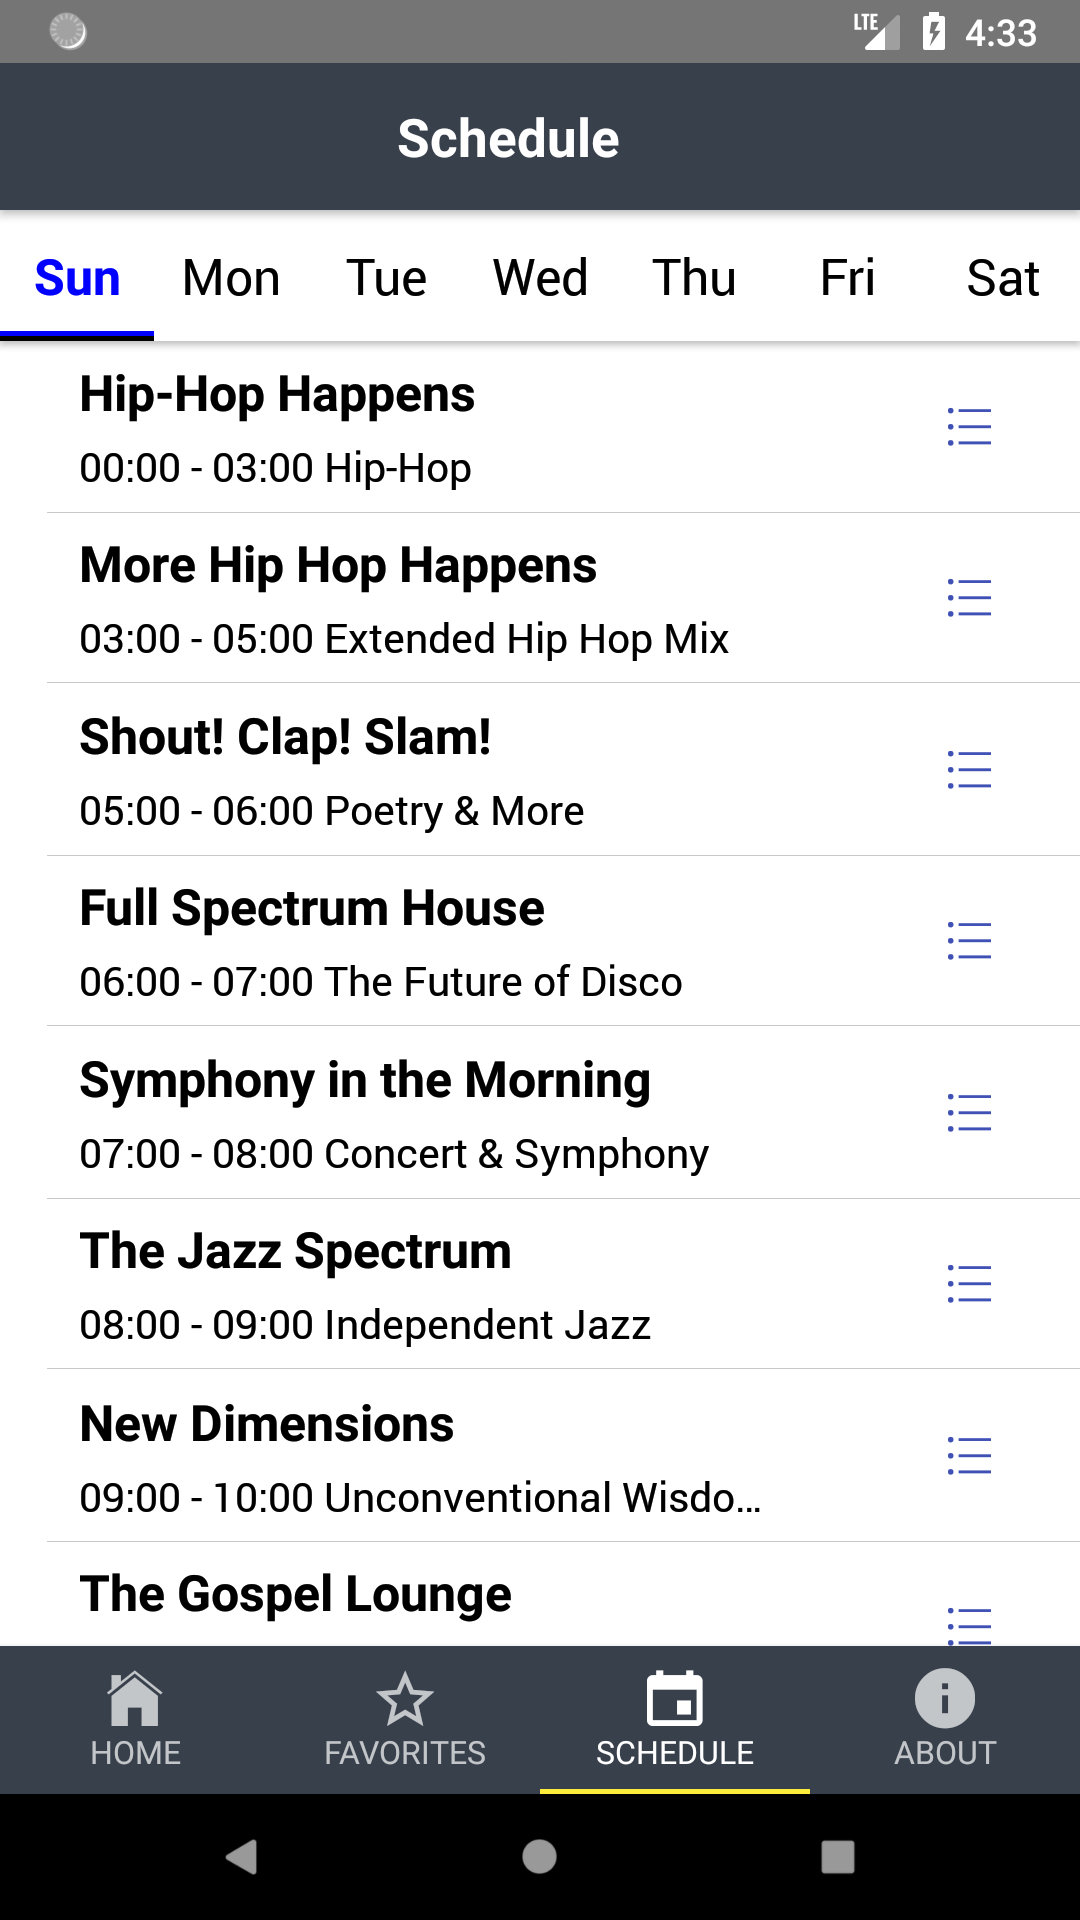 LTE 4:33
Schedule
Sun Mon Tue Wed Thu Fri Sat
Hip-Hop Happens
00:00 - 03:00 Hip-Hop
More Hip Hop Happens
03:00 - 05:00 Extended Hip Hop Mix
Shout! Clap! Slam!
05:00 - 06:00 Poetry & More
Full Spectrum House
06:00 - 07:00 The Future of Disco
Symphony in the Morning
07:00 - 08:00 Concert & Symphony
The Jazz Spectrum
08:00 - 09:00 Independent Jazz
New Dimensions
09:00 - 10:00 Unconventional Wisdo...
The Gospel Lounge
HOME FAVORITES SCHEDULE ABOUT